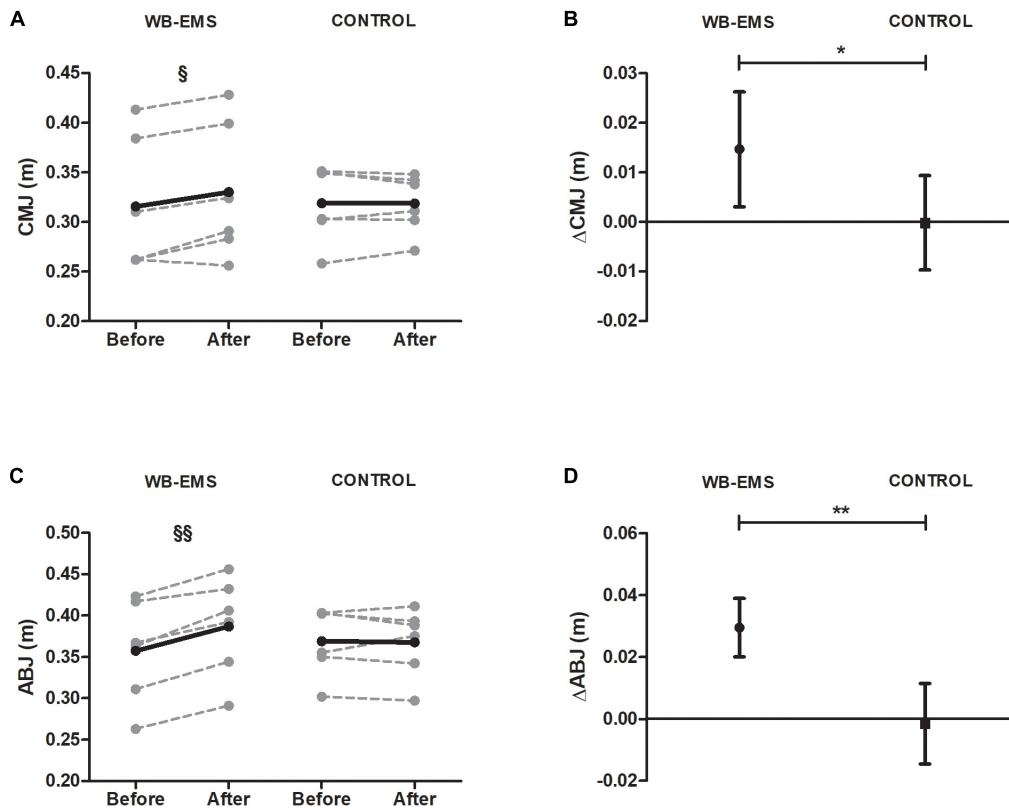 A
WB-EMS
CONTROL
§
CMJ (m)
0.45
0.40
0.35
0.30
0.25
0.20
Before
After
Before
After
B
WB-EMS
CONTROL
*
ΔCMJ (m)
0.03
0.02
0.01
0.00
-0.01
-0.02
C
WB-EMS
CONTROL
§§
ABJ (m)
0.50
0.45
0.40
0.35
0.30
0.25
0.20
Before
After
Before
After
D
WB-EMS
CONTROL
**
ΔABJ (m)
0.06
0.04
0.02
0.00
-0.02